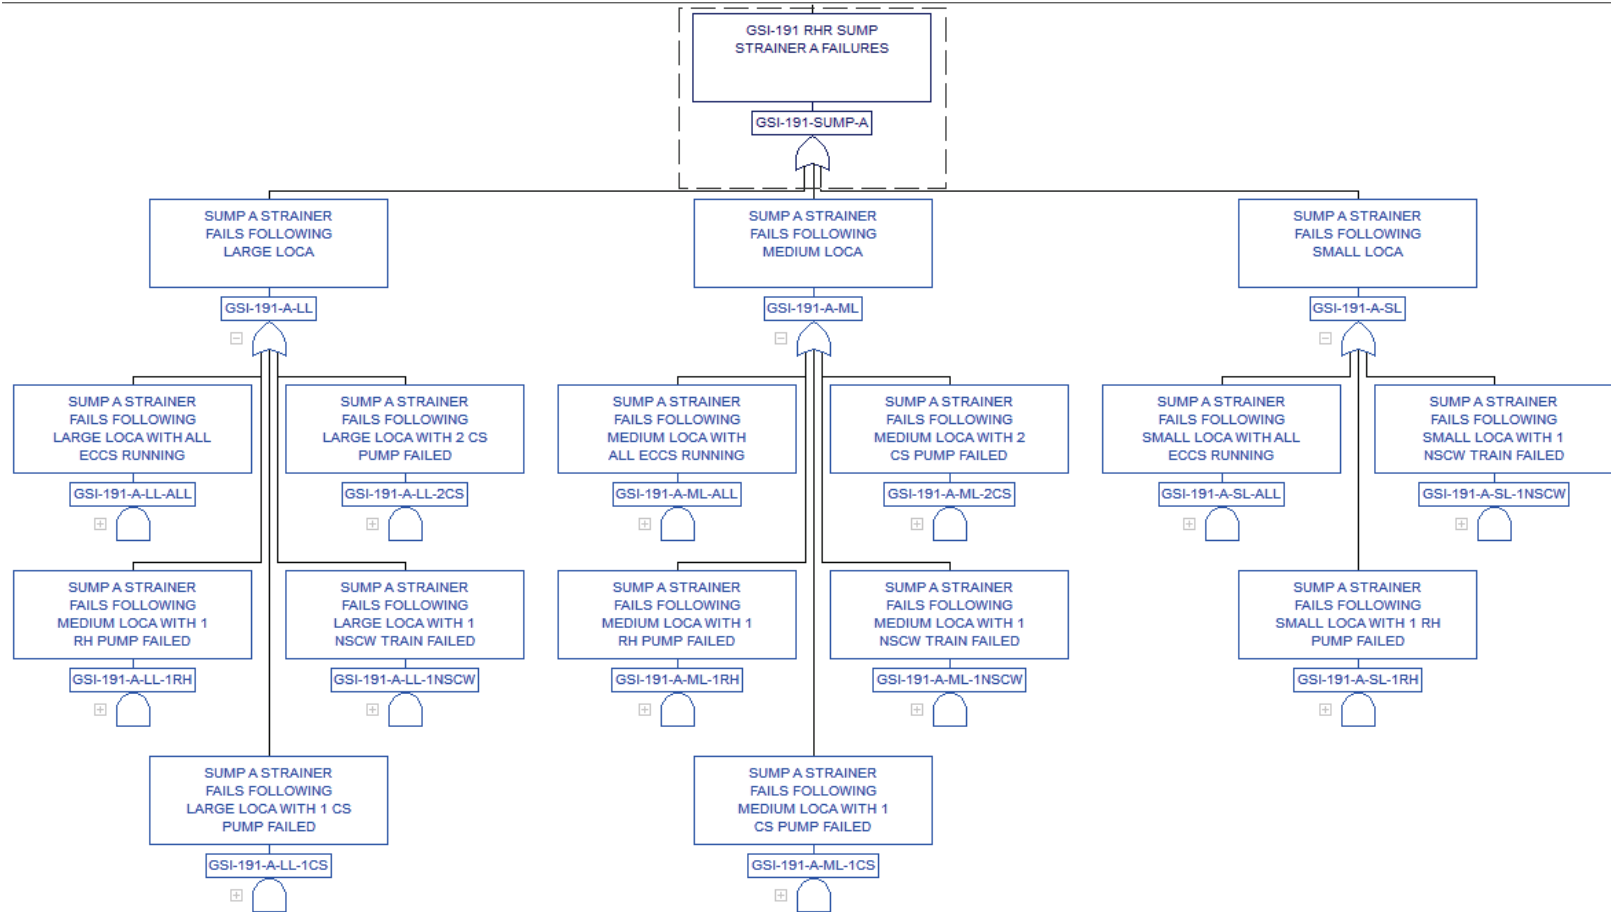 GSI-191 RHR SUMP
STRAINER A FAILURES
GSI-191-SUMP-A
SUMP A STRAINER
FAILS FOLLOWING
LARGE LOCA
GSI-191-A-LL
SUMP A STRAINER
FAILS FOLLOWING
MEDIUM LOCA
GSI-191-A-ML
SUMP A STRAINER
FAILS FOLLOWING
SMALL LOCA
GSI-191-A-SL
SUMP A STRAINER
FAILS FOLLOWING
LARGE LOCA WITH ALL
ECCS RUNNING
GSI-191-A-LL-ALL
SUMP A STRAINER
FAILS FOLLOWING
LARGE LOCA WITH 2 CS
PUMP FAILED
GSI-191-A-LL-2CS
SUMP A STRAINER
FAILS FOLLOWING
MEDIUM LOCA WITH
ALL ECCS RUNNING
GSI-191-A-ML-ALL
SUMP A STRAINER
FAILS FOLLOWING
MEDIUM LOCA WITH 2
CS PUMP FAILED
GSI-191-A-ML-2CS
SUMP A STRAINER
FAILS FOLLOWING
SMALL LOCA WITH ALL
ECCS RUNNING
GSI-191-A-SL-ALL
SUMP A STRAINER
FAILS FOLLOWING
SMALL LOCA WITH 1
NSCW TRAIN FAILED
GSI-191-A-SL-1NSCW
SUMP A STRAINER
FAILS FOLLOWING
MEDIUM LOCA WITH 1
RH PUMP FAILED
GSI-191-A-LL-1RH
SUMP A STRAINER
FAILS FOLLOWING
LARGE LOCA WITH 1
NSCW TRAIN FAILED
GSI-191-A-LL-1NSCW
SUMP A STRAINER
FAILS FOLLOWING
MEDIUM LOCA WITH 1
RH PUMP FAILED
GSI-191-A-ML-1RH
SUMP A STRAINER
FAILS FOLLOWING
MEDIUM LOCA WITH 1
NSCW TRAIN FAILED
GSI-191-A-ML-1NSCW
SUMP A STRAINER
FAILS FOLLOWING
SMALL LOCA WITH 1 RH
PUMP FAILED
GSI-191-A-SL-1RH
SUMP A STRAINER
FAILS FOLLOWING
LARGE LOCA WITH 1 CS
PUMP FAILED
GSI-191-A-LL-1CS
SUMP A STRAINER
FAILS FOLLOWING
MEDIUM LOCA WITH 1
CS PUMP FAILED
GSI-191-A-ML-1CS